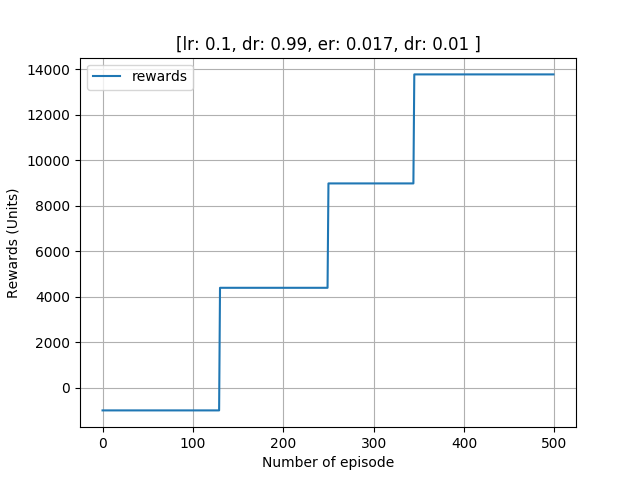 [lr: 0.1, dr: 0.99, er: 0.017, dr: 0.01 ]
rewards
14000
12000
10000
8000
6000
4000
2000
0
Rewards (Units)
0 100 200 300 400 500
Number of episode